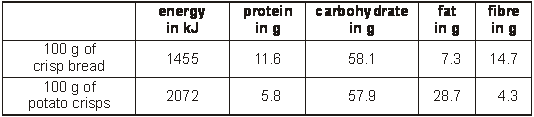 energy in kJ protein in g carbohydrate in g fat in g fibre in g
100 g of crisp bread 1455 11.6 58.1 7.3 14.7
100 g of potato crisps 2072 5.8 57.9 28.7 4.3